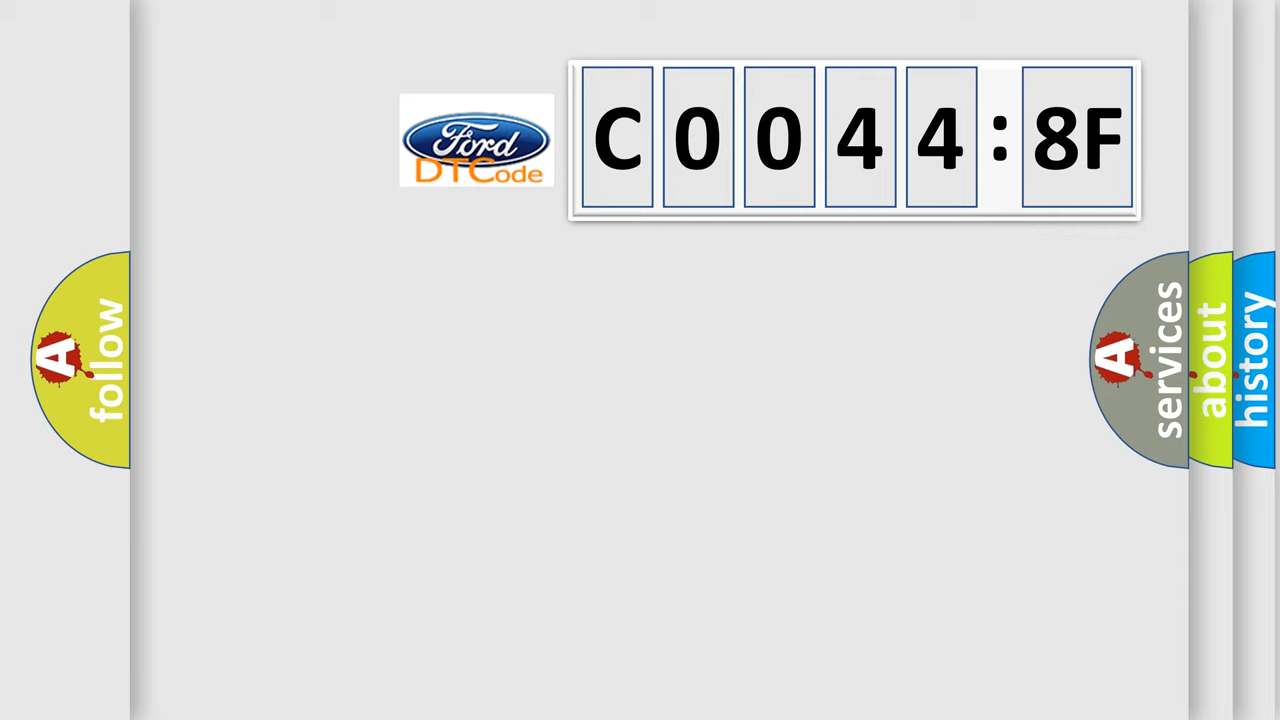 Ford
DTCode
C0044:8F
A
follow
A
services
about
history